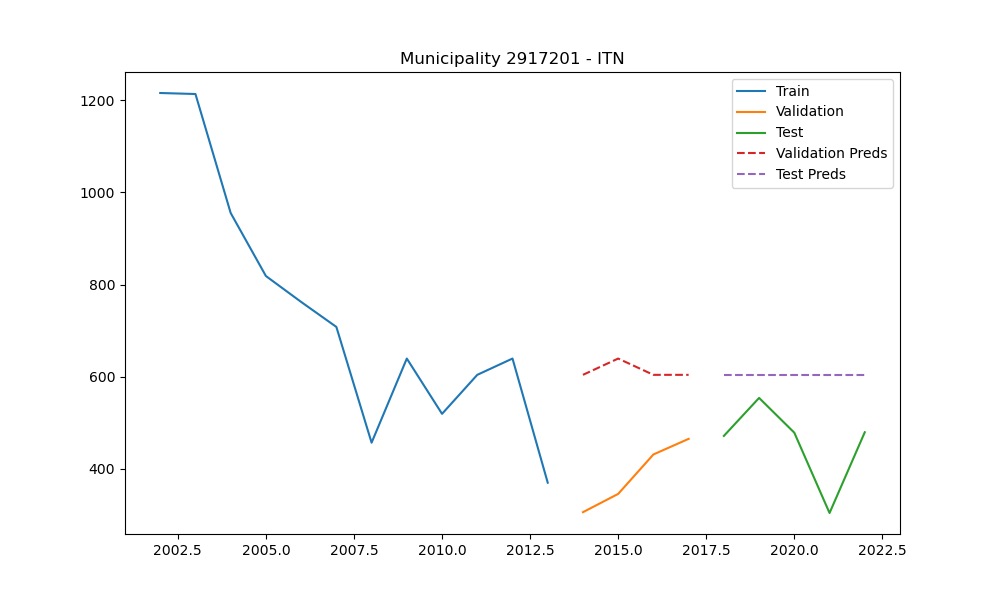 Municipality 2917201 - ITN
Train
Validation
Test
Validation Preds
Test Preds
1200
1000
800
600
400
2002.5 2005.0 2007.5 2010.0 2012.5 2015.0 2017.5 2020.0 2022.5